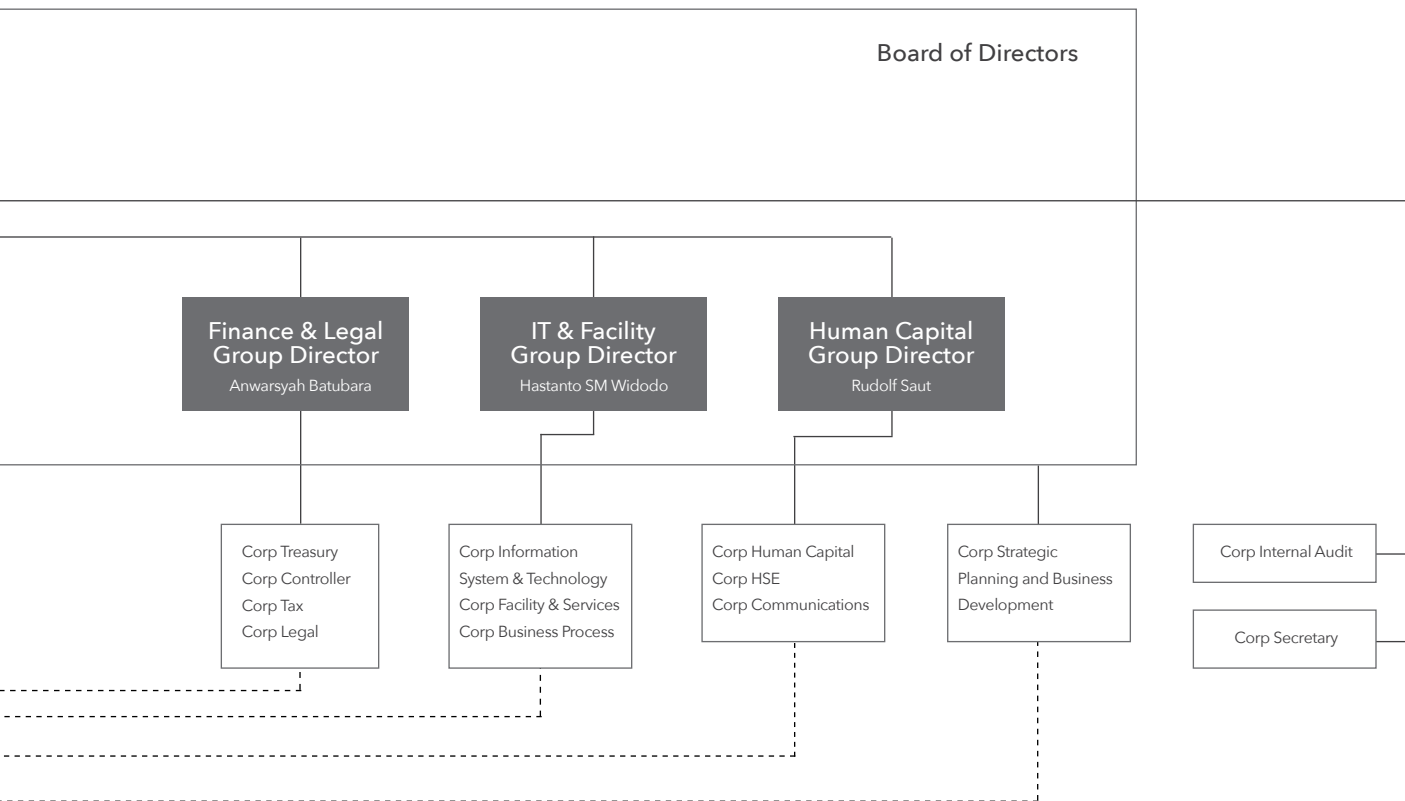 Board of Directors
Finance & Legal
Group Director
Anwarsyah Batubara
IT & Facility
Group Director
Hastanto SM Widodo
Human Capital
Group Director
Rudolf Saut
Corp Treasury
Corp Controller
Corp Tax
Corp Legal
Corp Information
System & Technology
Corp Facility & Services
Corp Business Process
Corp Human Capital
Corp HSE
Corp Communications
Corp Strategic
Planning and Business
Development
Corp Internal Audit
Corp Secretary